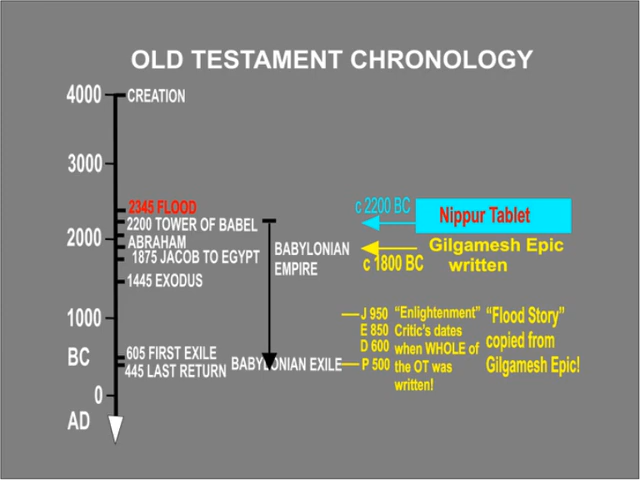 OLD TESTAMENT CHRONOLOGY
4000 CREATION
3000
2345 FLOOD
2200 TOWER OF BABEL
2000 ABRAHAM
1875 JACOB TO EGYPT
1445 EXODUS
1000
BC
605 FIRST EXILE
445 LAST RETURN
0
AD
BABYLONIAN
EMPIRE
BABYLONIAN EXILE
c 2200 BC
Nippur Tablet
Gilgamesh Epic
written
c 1800 BC
J 950
E 850
D 600
P 500
“Enlightenment”
Critic's dates
when WHOLE of
the OT was
written!
“Flood Story”
copied from
Gilgamesh Epic!